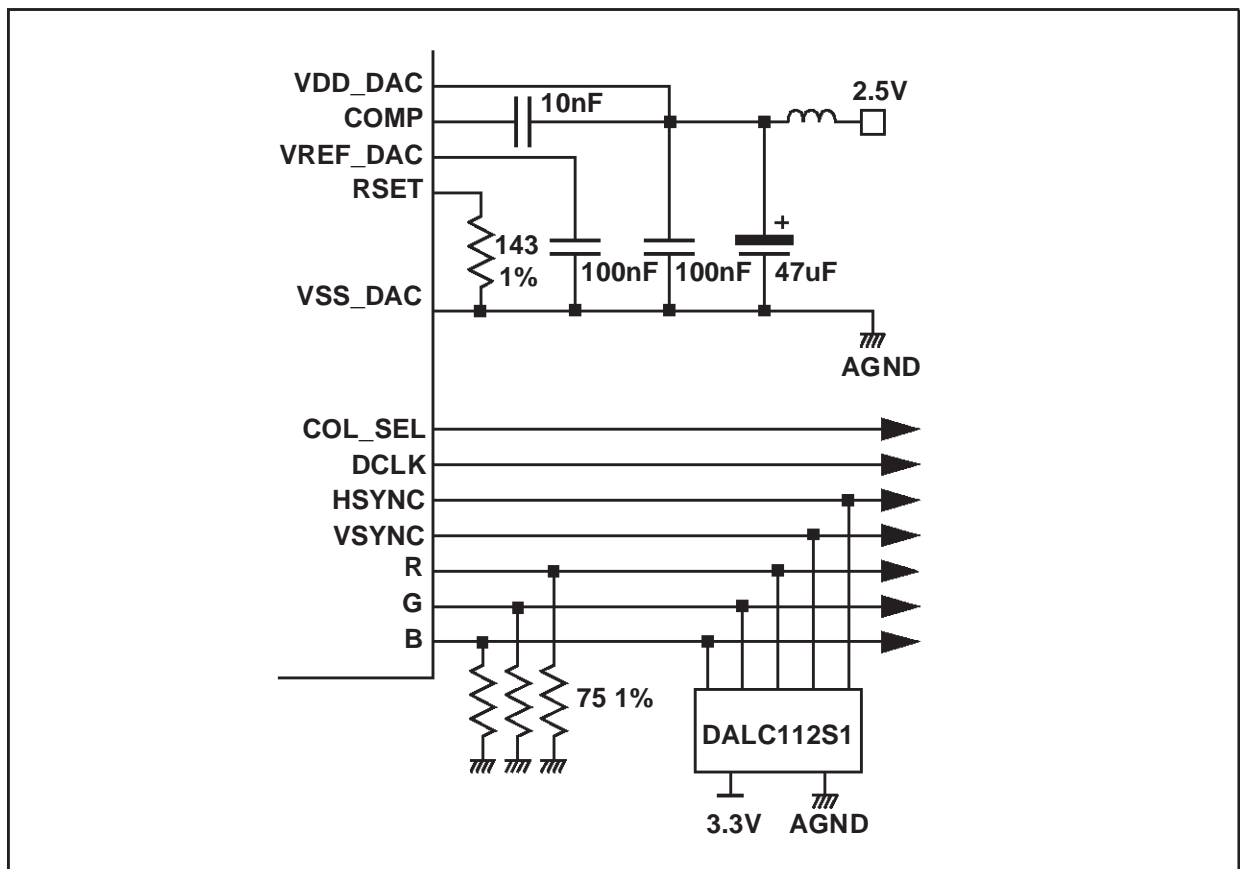 VDD_DAC
COMP
10nF
2.5V
VREF_DAC
RSET
143
1%
100nF
100nF
+
47uF
VSS_DAC
AGND
COL_SEL
DCLK
HSYNC
VSYNC
R
G
B
75 1%
DALC112S1
3.3V
AGND